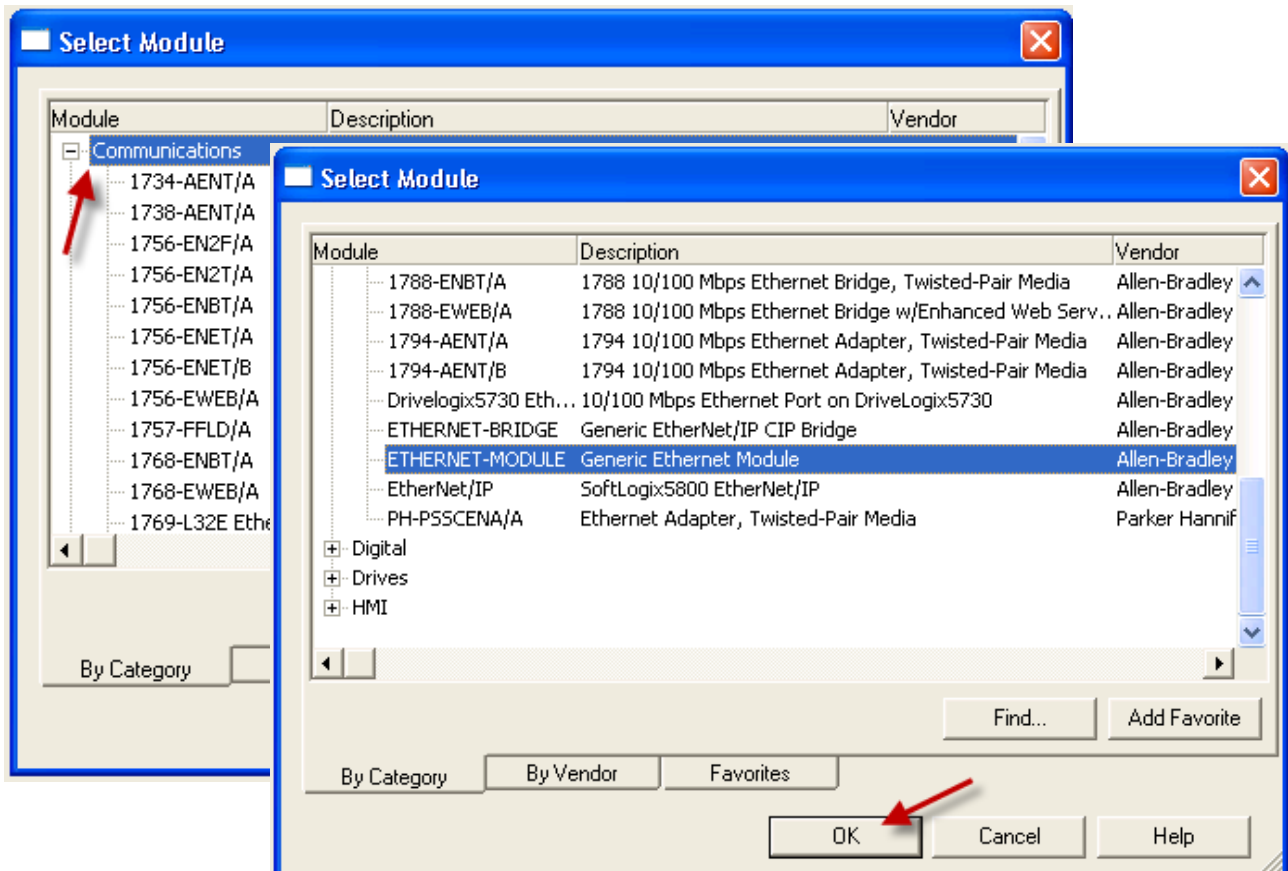 Select Module
Module Description Vendor
Communications
1734-AENT/A
1738-AENT/A
1756-EN2F/A
1756-EN2T/A
1756-ENBT/A
1756-ENET/A
1756-ENET/B
1756-EWEB/A
1757-FFLD/A
1768-ENBT/A
1768-EWEB/A
1769-L32E Ethe
By Category
Select Module
Module Description Vendor
1788-ENBT/A 1788 10/100 Mbps Ethernet Bridge, Twisted-Pair Media Allen-Bradley
1788-EWEB/A 1788 10/100 Mbps Ethernet Bridge w/Enhanced Web Serv... Allen-Bradley
1794-AENT/A 1794 10/100 Mbps Ethernet Adapter, Twisted-Pair Media Allen-Bradley
1794-AENT/B 1794 10/100 Mbps Ethernet Adapter, Twisted-Pair Media Allen-Bradley
Drivelogix5730 Eth... 10/100 Mbps Ethernet Port on DriveLogix5730 Allen-Bradley
ETHERNET-BRIDGE Generic EtherNet/IP CIP Bridge Allen-Bradley
ETHERNET-MODULE Generic Ethernet Module Allen-Bradley
EtherNet/IP SoftLogix5800 EtherNet/IP Allen-Bradley
PH-PSSCENA/A Ethernet Adapter, Twisted-Pair Media Parker Hannif
Digital
Drives
HMI
Find... Add Favorite
By Category By Vendor Favorites
OK Cancel Help